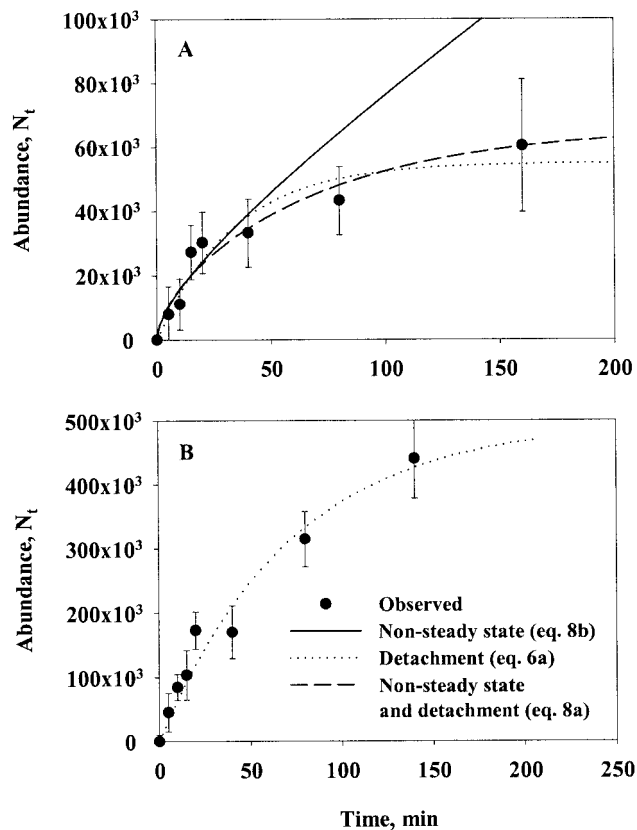 100x10³
A
80x10³
60x10³
40x10³
20x10³
0
Abundance, Nₜ
0 50 100 150 200
500x10³
B
400x10³
300x10³
200x10³
100x10³
0
Abundance, Nₜ
Observed
Non-steady state (eq. 8b)
Detachment (eq. 6a)
Non-steady state
and detachment (eq. 8a)
0 50 100 150 200 250
Time, min